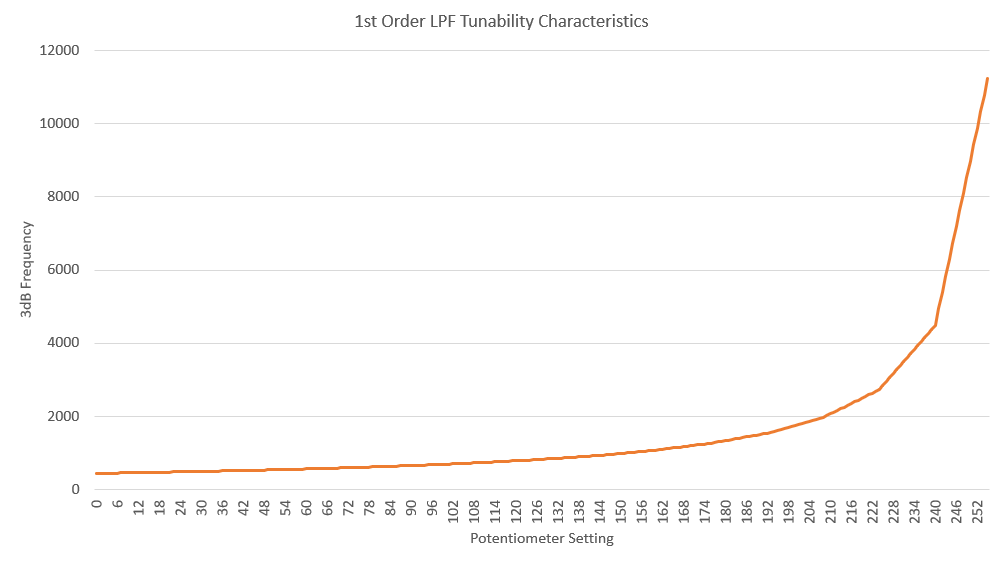 1st Order LPF Tunability Characteristics
12000
10000
8000
6000
4000
2000
0
3dB Frequency
0 6 12 18 24 30 36 42 48 54 60 66 72 78 84 90 96 102 108 114 120 126 132 138 144 150 156 162 168 174 180 186 192 198 204 210 216 222 228 234 240 246 252
Potentiometer Setting